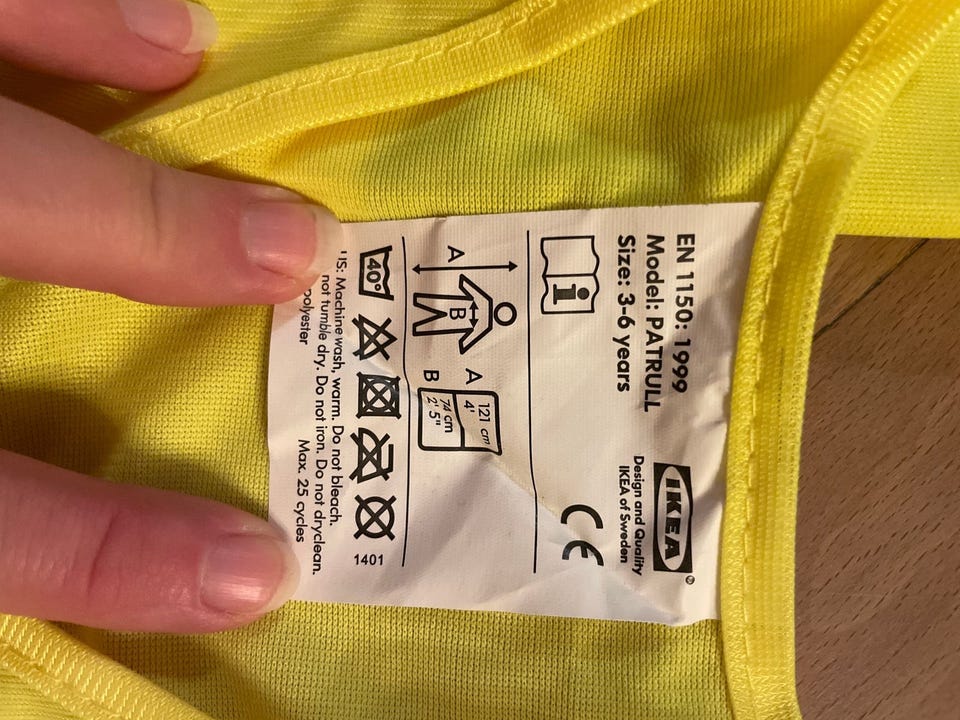 EN 1150: 1999
Model: PATRULL
Size: 3-6 years
IKEA
Design and Quality
IKEA of Sweden
i
CE
A
B
A 121 cm
4'
B 74 cm
2' 5"
40°
1401
US: Machine wash, warm. Do not bleach.
not tumble dry. Do not iron. Do not dryclean.
polyester
Max. 25 cycles